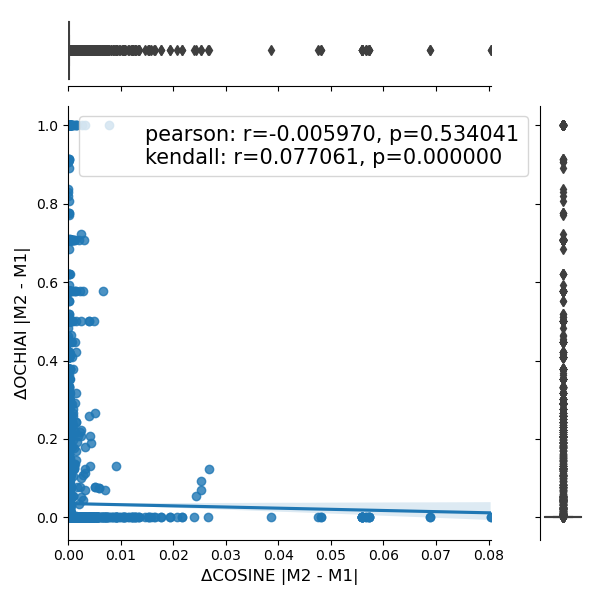 pearson: r=-0.005970, p=0.534041
kendall: r=0.077061, p=0.000000
1.0
0.8
0.6
0.4
0.2
0.0
ΔOCHIAI |M2 - M1|
0.00 0.01 0.02 0.03 0.04 0.05 0.06 0.07 0.08
ΔCOSINE |M2 - M1|